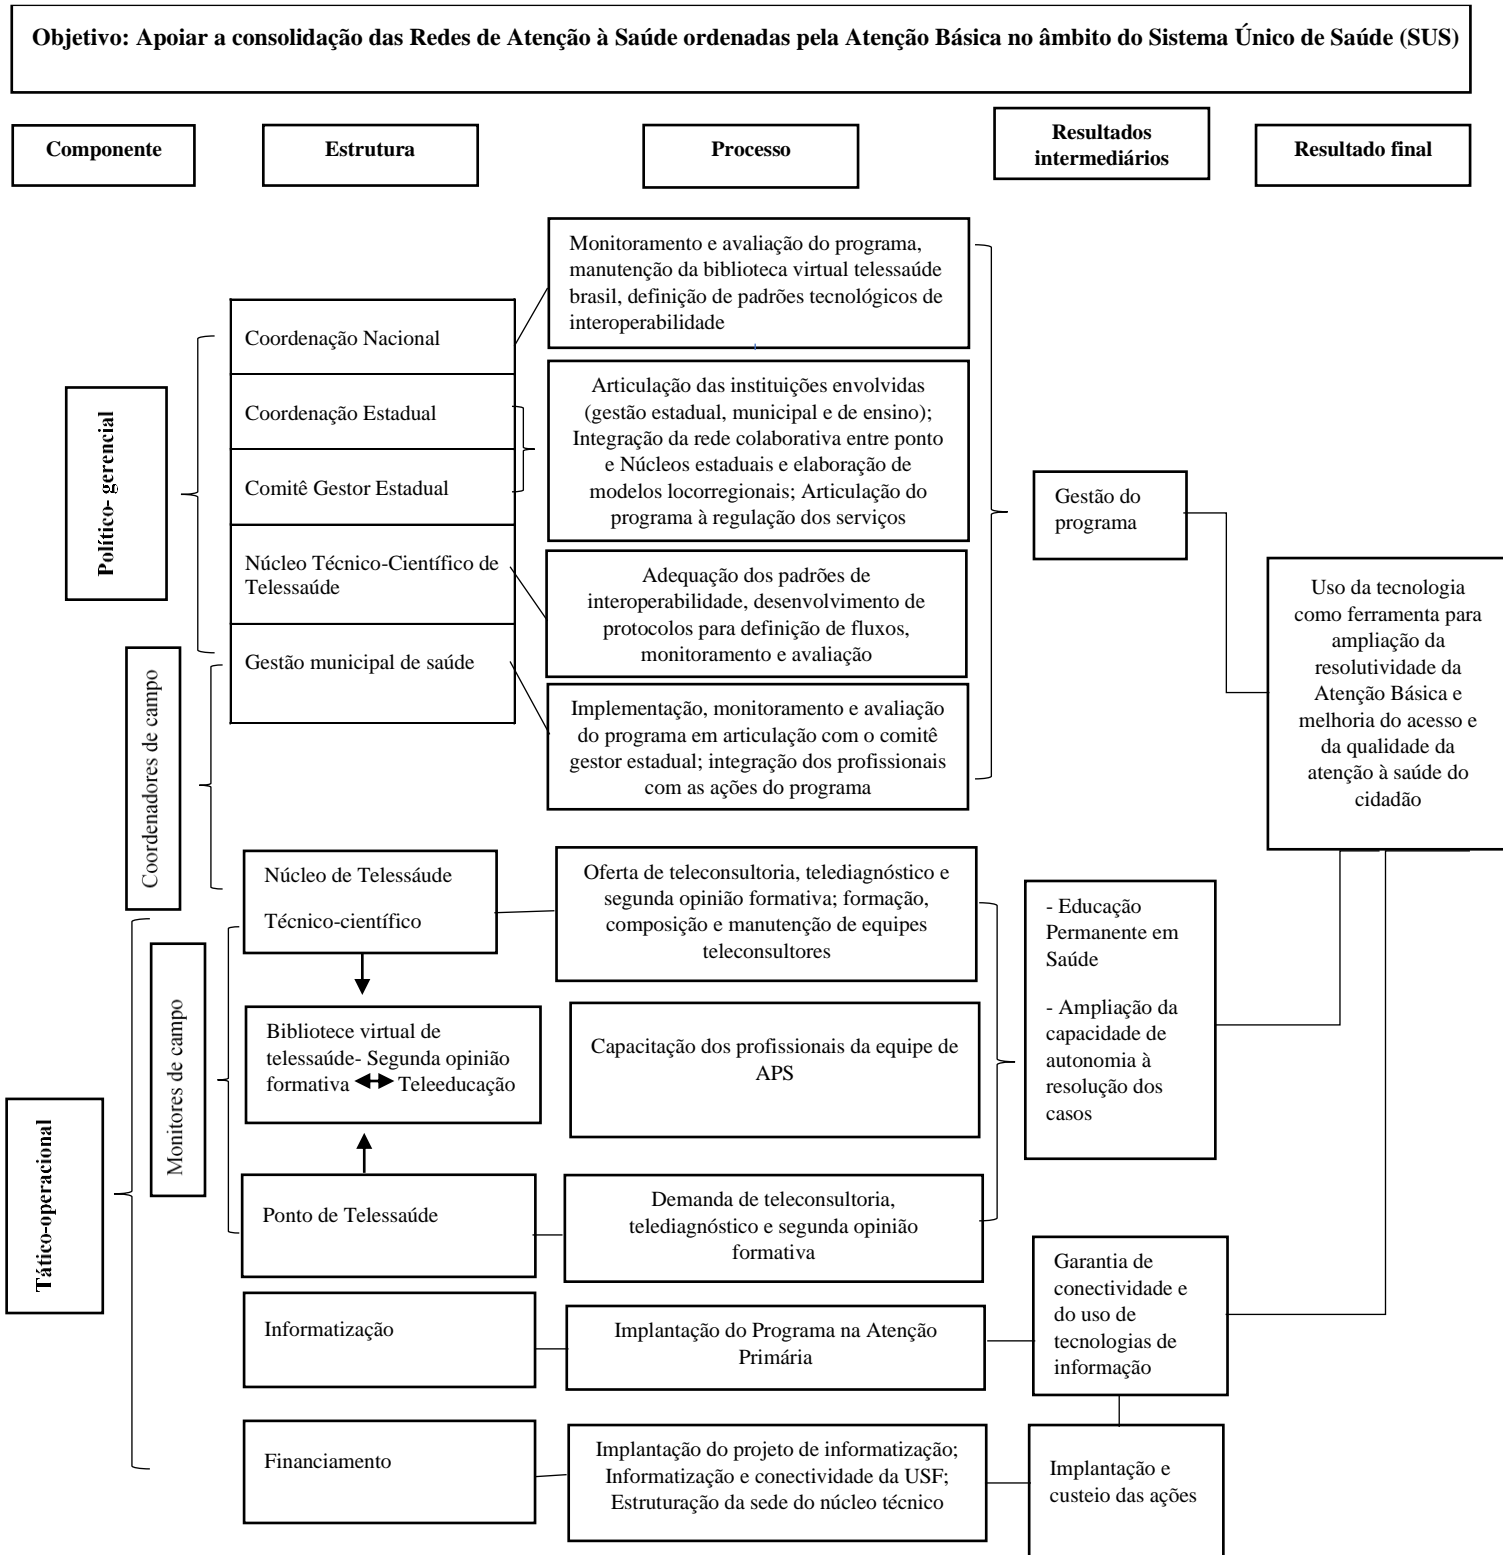 Objetivo: Apoiar a consolidação das Redes de Atenção à Saúde ordenadas pela Atenção Básica no âmbito do Sistema Único de Saúde (SUS)
Componente
Estrutura
Processo
Resultados
intermediários
Resultado final
Político- gerencial
Coordenação Nacional
Coordenação Estadual
Comitê Gestor Estadual
Núcleo Técnico-Científico de
Telessaúde
Gestão municipal de saúde
Monitoramento e avaliação do programa,
manutenção da biblioteca virtual telessaúde
brasil, definição de padrões tecnológicos de
interoperabilidade
Articulação das instituições envolvidas
(gestão estadual, municipal e de ensino);
Integração da rede colaborativa entre ponto
e Núcleos estaduais e elaboração de
modelos locorregionais; Articulação do
programa à regulação dos serviços
Adequação dos padrões de
interoperabilidade, desenvolvimento de
protocolos para definição de fluxos,
monitoramento e avaliação
Implementação, monitoramento e avaliação
do programa em articulação com o comitê
gestor estadual; integração dos profissionais
com as ações do programa
Gestão do
programa
Uso da tecnologia
como ferramenta para
ampliação da
resolutividade da
Atenção Básica e
melhoria do acesso e
da qualidade da
atenção à saúde do
cidadão
Coordenadores de campo
Tático-operacional
Monitores de campo
Núcleo de Telessáude
Técnico-científico
Bibliotece virtual de
telessaúde- Segunda opinião
formativa Teleeducação
Ponto de Telessaúde
Informatização
Financiamento
Oferta de teleconsultoria, telediagnóstico e
segunda opinião formativa; formação,
composição e manutenção de equipes
teleconsultores
Capacitação dos profissionais da equipe de
APS
Demanda de teleconsultoria,
telediagnóstico e segunda opinião
formativa
Implantação do Programa na Atenção
Primária
Implantação do projeto de informatização;
Informatização e conectividade da USF;
Estruturação da sede do núcleo técnico
- Educação
Permanente em
Saúde
- Ampliação da
capacidade de
autonomia à
resolução dos
casos
Garantia de
conectividade e
do uso de
tecnologias de
informação
Implantação e
custeio das ações